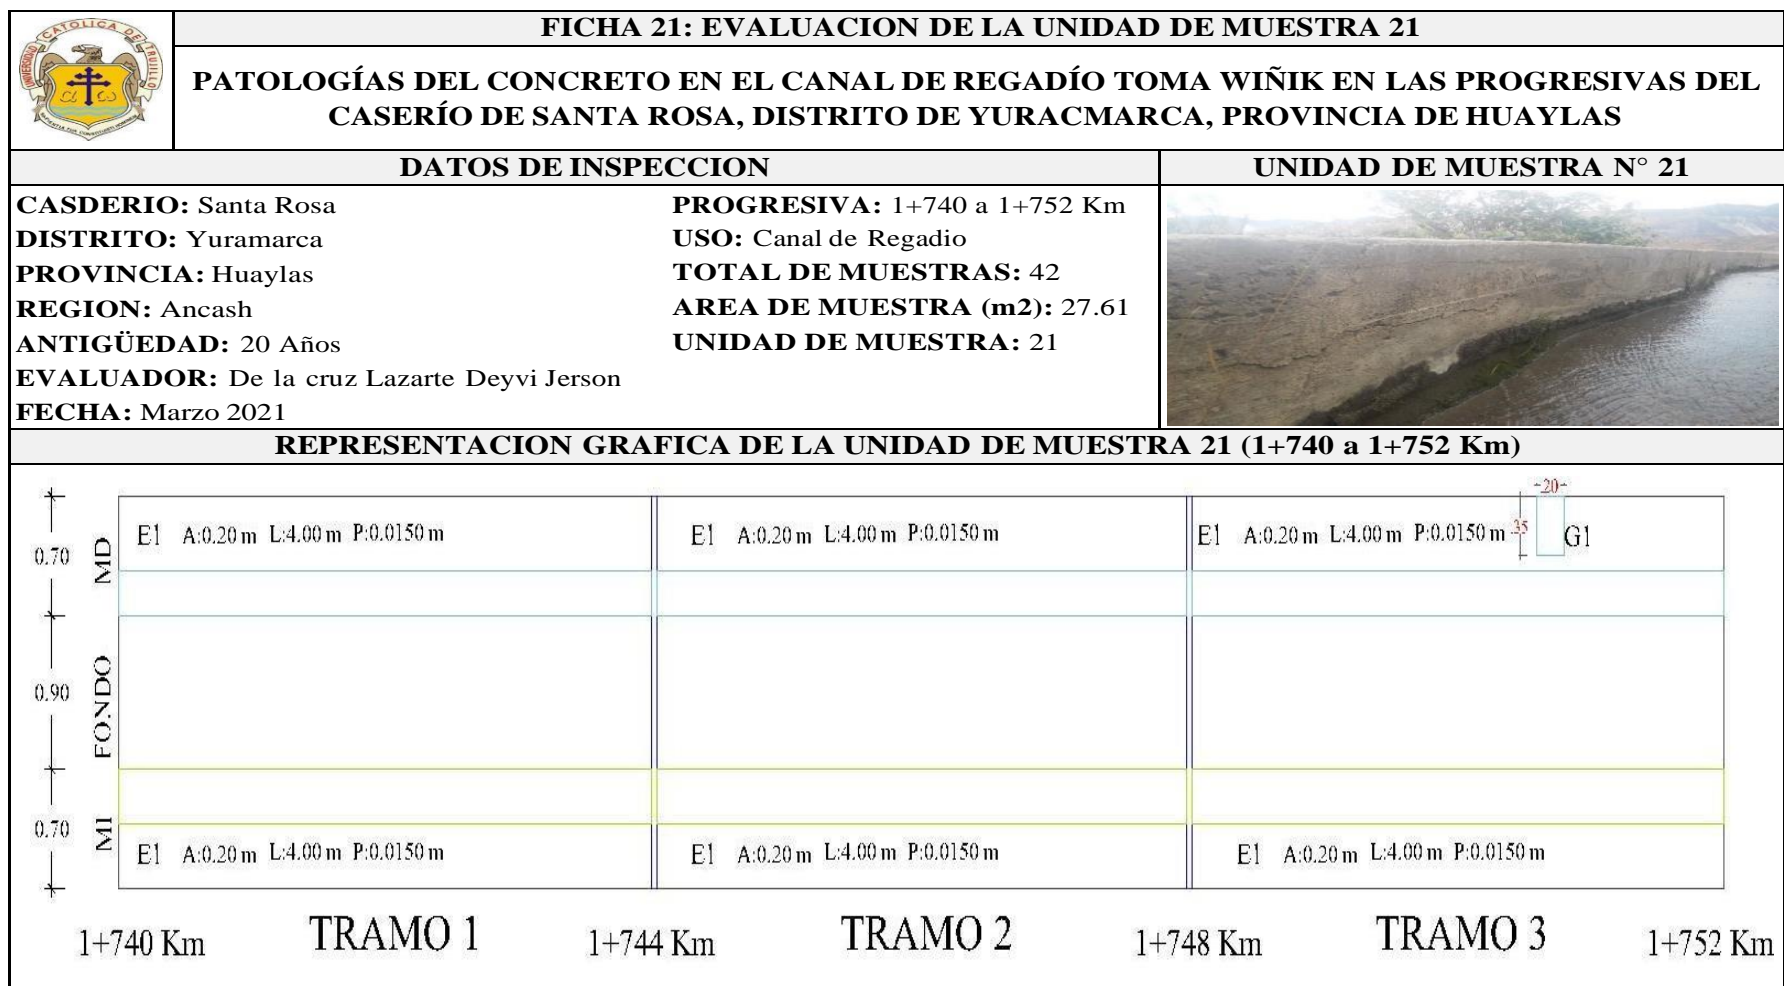 FICHA 21: EVALUACION DE LA UNIDAD DE MUESTRA 21
PATOLOGÍAS DEL CONCRETO EN EL CANAL DE REGADÍO TOMA WIÑIK EN LAS PROGRESIVAS DEL
CASERÍO DE SANTA ROSA, DISTRITO DE YURACMARCA, PROVINCIA DE HUAYLAS
DATOS DE INSPECCION
UNIDAD DE MUESTRA N° 21
CASDERIO: Santa Rosa
DISTRITO: Yuramarca
PROVINCIA: Huaylas
REGION: Ancash
ANTIGÜEDAD: 20 Años
EVALUADOR: De la cruz Lazarte Deyvi Jerson
FECHA: Marzo 2021
PROGRESIVA: 1+740 a 1+752 Km
USO: Canal de Regadio
TOTAL DE MUESTRAS: 42
AREA DE MUESTRA (m2): 27.61
UNIDAD DE MUESTRA: 21
REPRESENTACION GRAFICA DE LA UNIDAD DE MUESTRA 21 (1+740 a 1+752 Km)
0.70 MD
E1 A:0.20 m L:4.00 m P:0.0150 m
E1 A:0.20 m L:4.00 m P:0.0150 m
E1 A:0.20 m L:4.00 m P:0.0150 m
.20
.35
G1
0.90 FONDO
0.70 MI
E1 A:0.20 m L:4.00 m P:0.0150 m
E1 A:0.20 m L:4.00 m P:0.0150 m
E1 A:0.20 m L:4.00 m P:0.0150 m
1+740 Km TRAMO 1 1+744 Km TRAMO 2 1+748 Km TRAMO 3 1+752 Km